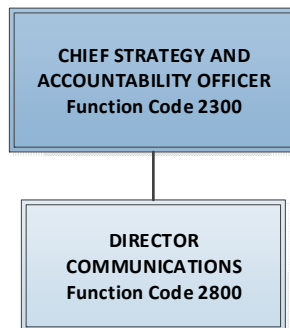 CHIEF STRATEGY AND
ACCOUNTABILITY OFFICER
Function Code 2300
DIRECTOR
COMMUNICATIONS
Function Code 2800